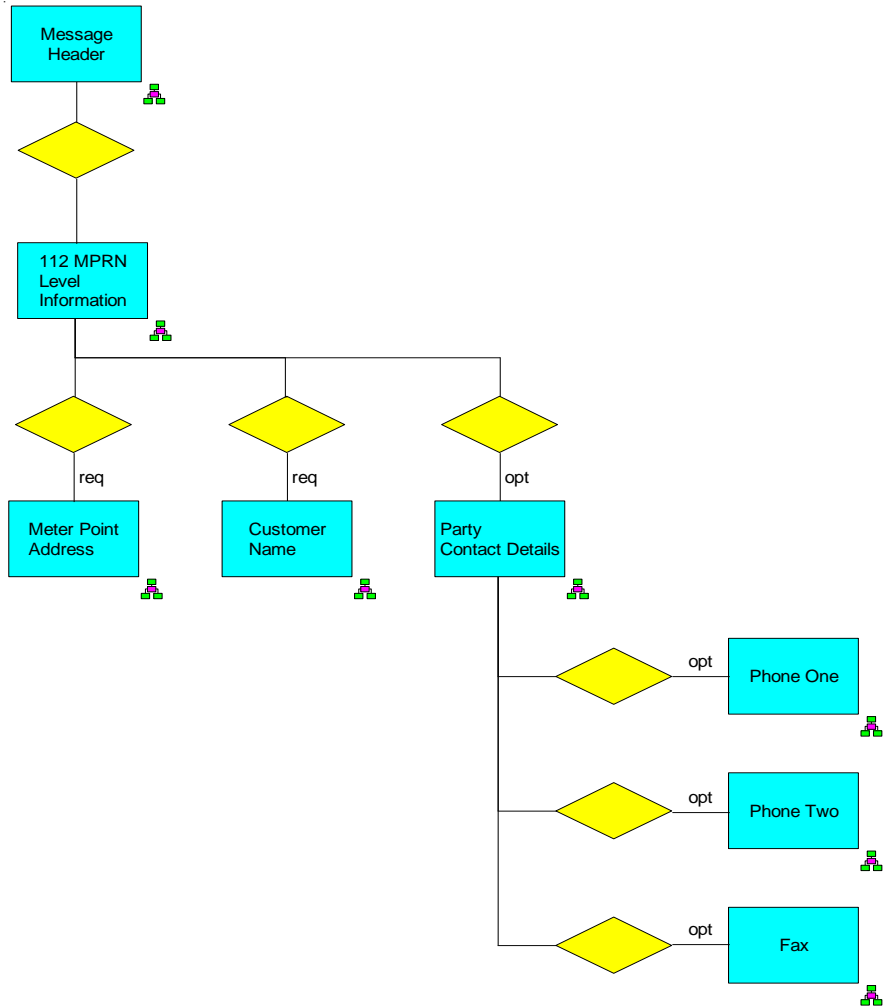 Message
Header
112 MPRN
Level
Information
req
req
opt
Meter Point
Address
Customer
Name
Party
Contact Details
opt
Phone One
opt
Phone Two
opt
Fax